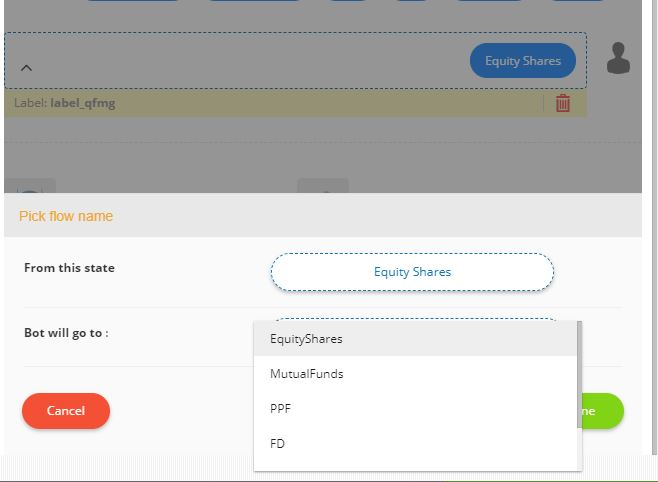 Equity Shares
Label: label_qfmg
Pick flow name
From this state
Equity Shares
Bot will go to :
EquityShares
MutualFunds
PPF
FD
Cancel